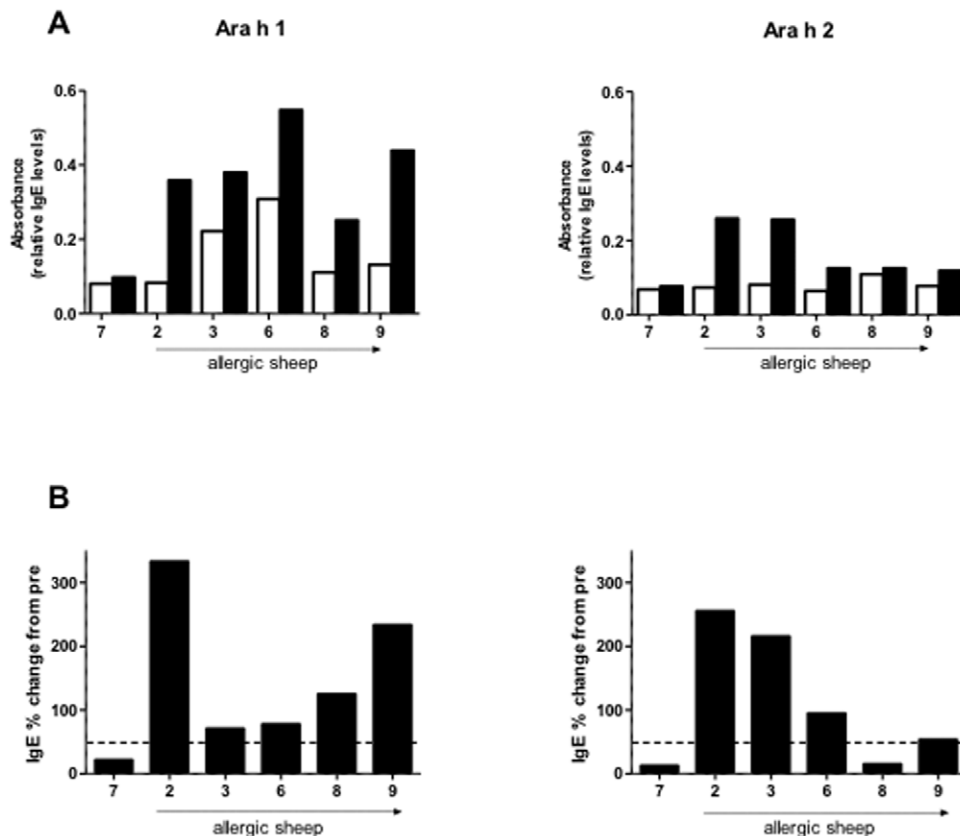 A
Ara h 1
Ara h 2
Absorbance
(relative IgE levels)
0.6
0.4
0.2
0.0
7 2 3 6 8 9
allergic sheep
Absorbance
(relative IgE levels)
0.6
0.4
0.2
0.0
7 2 3 6 8 9
allergic sheep
B
IgE % change from pre
300
200
100
0
7 2 3 6 8 9
allergic sheep
IgE % change from pre
300
200
100
0
7 2 3 6 8 9
allergic sheep